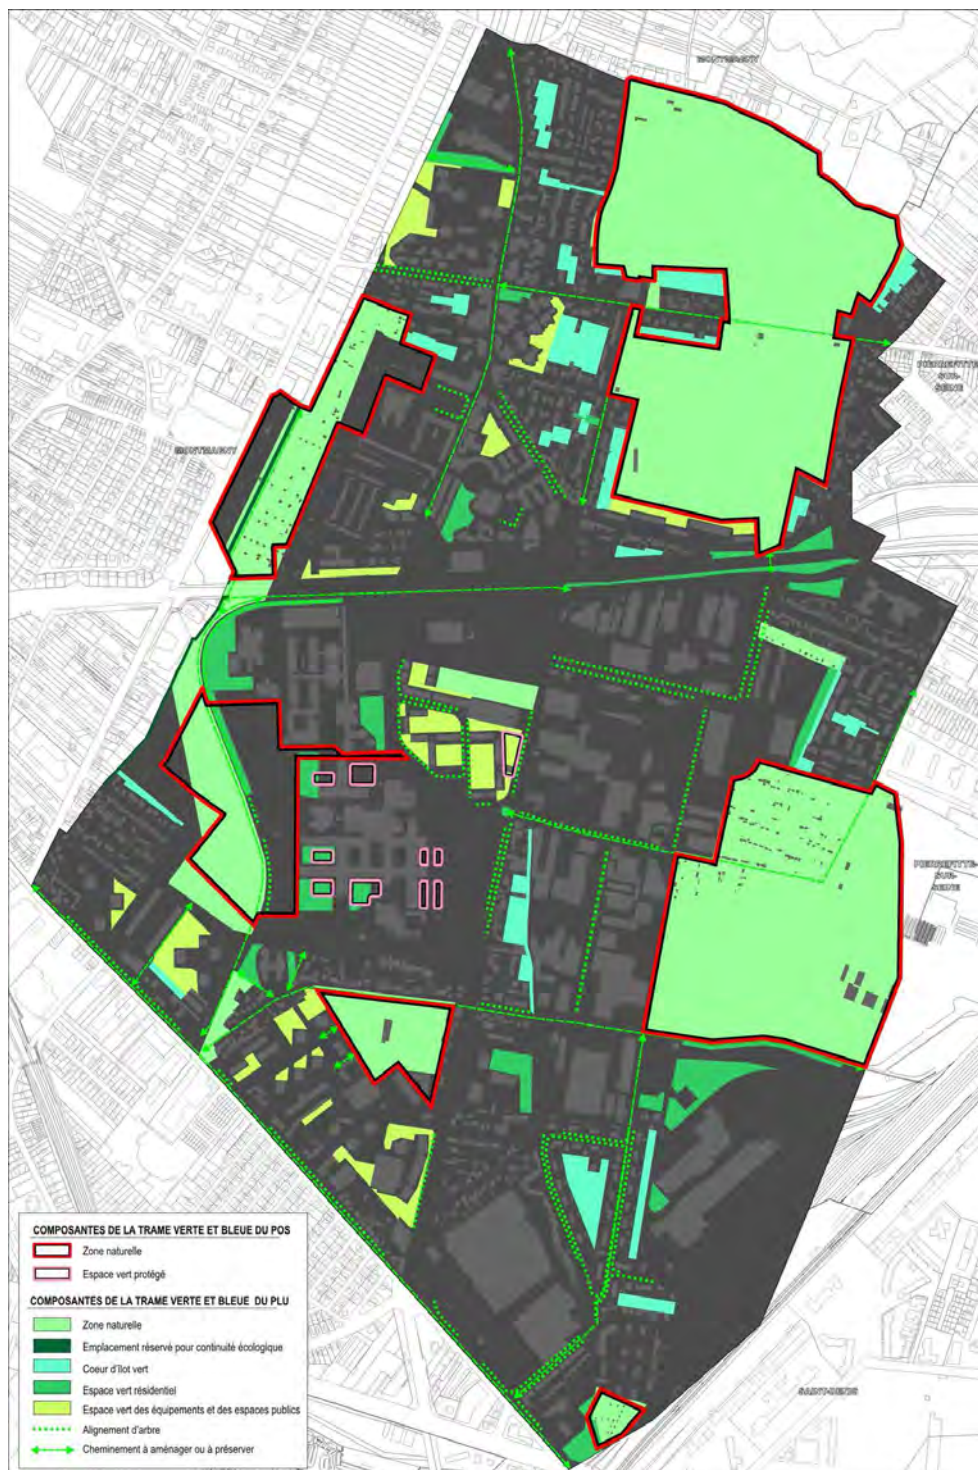 MONTMAGNY
PIERREFITTE-
SUR-
SEINE
MONTMAGNY
PIERREFITTE-
SUR-
SEINE
SAINT-DENIS
COMPOSANTES DE LA TRAME VERTE ET BLEUE DU POS
Zone naturelle
Espace vert protégé
COMPOSANTES DE LA TRAME VERTE ET BLEUE DU PLU
Zone naturelle
Emplacement réservé pour continuité écologique
Coeur d'îlot vert
Espace vert résidentiel
Espace vert des équipements et des espaces publics
Alignement d'arbre
Cheminement à aménager ou à préserver